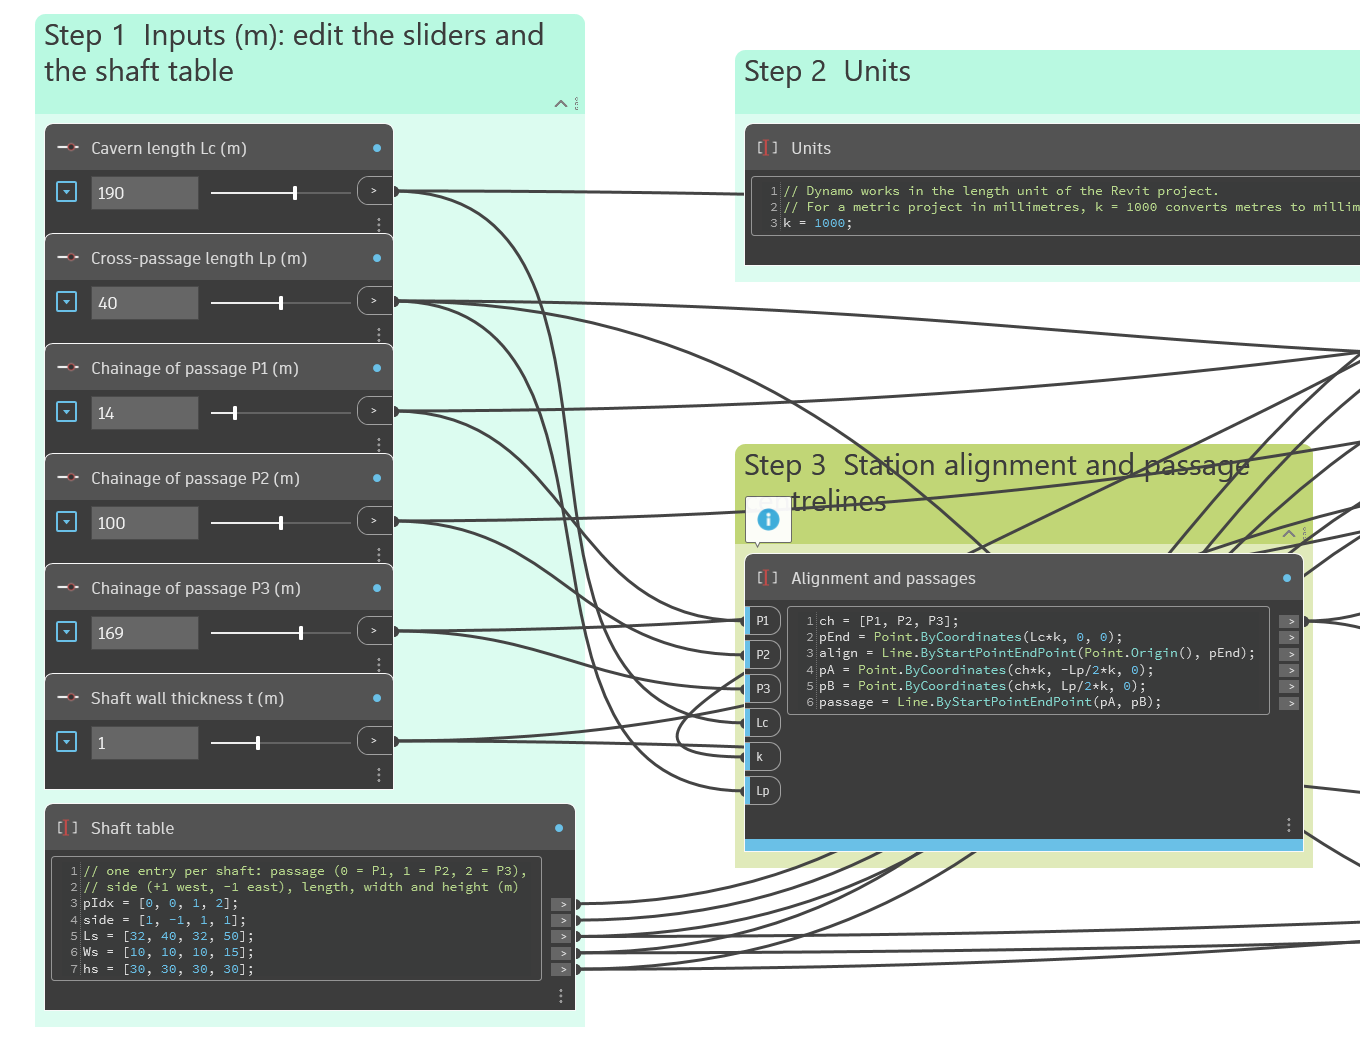 Step 1  Inputs (m): edit the sliders and
the shaft table
Cavern length Lc (m)
190
>
Cross-passage length Lp (m)
40
>
Chainage of passage P1 (m)
14
>
Chainage of passage P2 (m)
100
>
Chainage of passage P3 (m)
169
>
Shaft wall thickness t (m)
1
>
Shaft table
1 // one entry per shaft: passage (0 = P1, 1 = P2, 2 = P3),
2 // side (+1 west, -1 east), length, width and height (m)
3 pIdx = [0, 0, 1, 2];
4 side = [1, -1, 1, 1];
5 Ls = [32, 40, 32, 50];
6 Ws = [10, 10, 10, 15];
7 hs = [30, 30, 30, 30];
>
>
>
>
>
Step 2  Units
Units
1 // Dynamo works in the length unit of the Revit project.
2 // For a metric project in millimetres, k = 1000 converts metres to millim
3 k = 1000;
Step 3  Station alignment and passage
trelines
Alignment and passages
P1
P2
P3
Lc
k
Lp
1 ch = [P1, P2, P3];
2 pEnd = Point.ByCoordinates(Lc*k, 0, 0);
3 align = Line.ByStartPointEndPoint(Point.Origin(), pEnd);
4 pA = Point.ByCoordinates(ch*k, -Lp/2*k, 0);
5 pB = Point.ByCoordinates(ch*k, Lp/2*k, 0);
6 passage = Line.ByStartPointEndPoint(pA, pB);
>
>
>
>
>
>